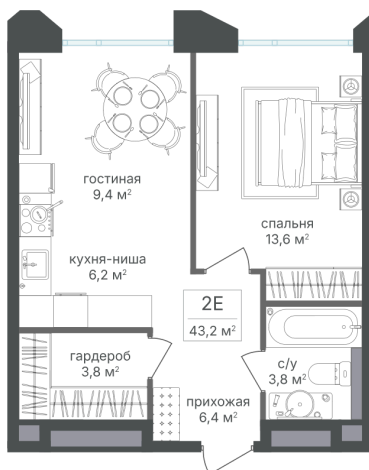 гостиная
9,4 м²
спальня
13,6 м²
кухня-ниша
6,2 м²
2Е
43,2 м²
гардероб
3,8 м²
с/у
3,8 м²
прихожая
6,4 м²